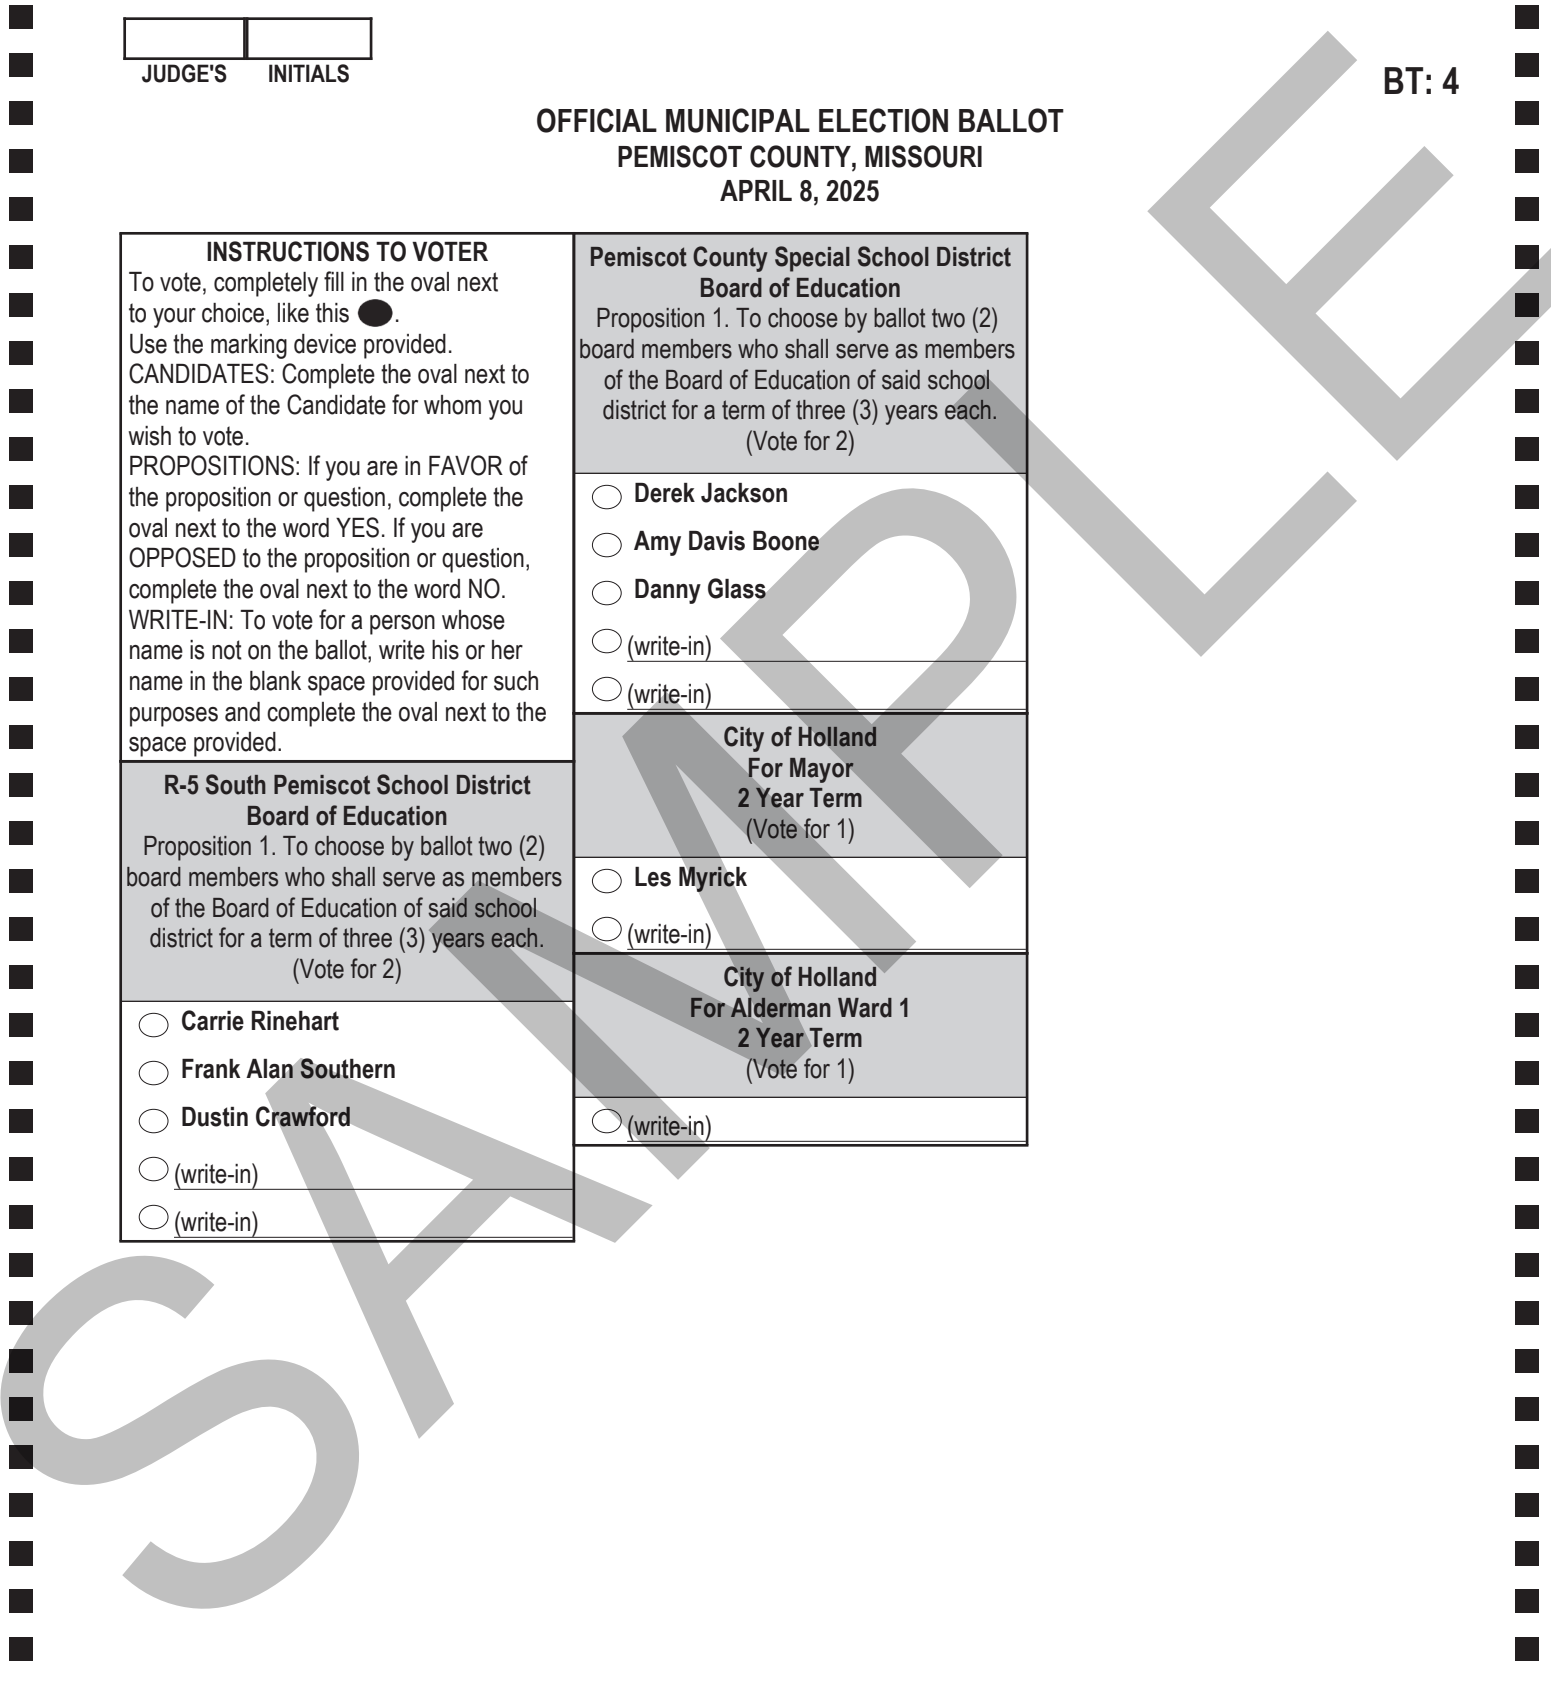 JUDGE'S INITIALS
BT: 4
OFFICIAL MUNICIPAL ELECTION BALLOT
PEMISCOT COUNTY, MISSOURI
APRIL 8, 2025
INSTRUCTIONS TO VOTER
To vote, completely fill in the oval next
to your choice, like this .
Use the marking device provided.
CANDIDATES: Complete the oval next to
the name of the Candidate for whom you
wish to vote.
PROPOSITIONS: If you are in FAVOR of
the proposition or question, complete the
oval next to the word YES. If you are
OPPOSED to the proposition or question,
complete the oval next to the word NO.
WRITE-IN: To vote for a person whose
name is not on the ballot, write his or her
name in the blank space provided for such
purposes and complete the oval next to the
space provided.
R-5 South Pemiscot School District
Board of Education
Proposition 1. To choose by ballot two (2)
board members who shall serve as members
of the Board of Education of said school
district for a term of three (3) years each.
(Vote for 2)
Carrie Rinehart
Frank Alan Southern
Dustin Crawford
(write-in)
(write-in)
Pemiscot County Special School District
Board of Education
Proposition 1. To choose by ballot two (2)
board members who shall serve as members
of the Board of Education of said school
district for a term of three (3) years each.
(Vote for 2)
Derek Jackson
Amy Davis Boone
Danny Glass
(write-in)
(write-in)
City of Holland
For Mayor
2 Year Term
(Vote for 1)
Les Myrick
(write-in)
City of Holland
For Alderman Ward 1
2 Year Term
(Vote for 1)
(write-in)
SAMPLE